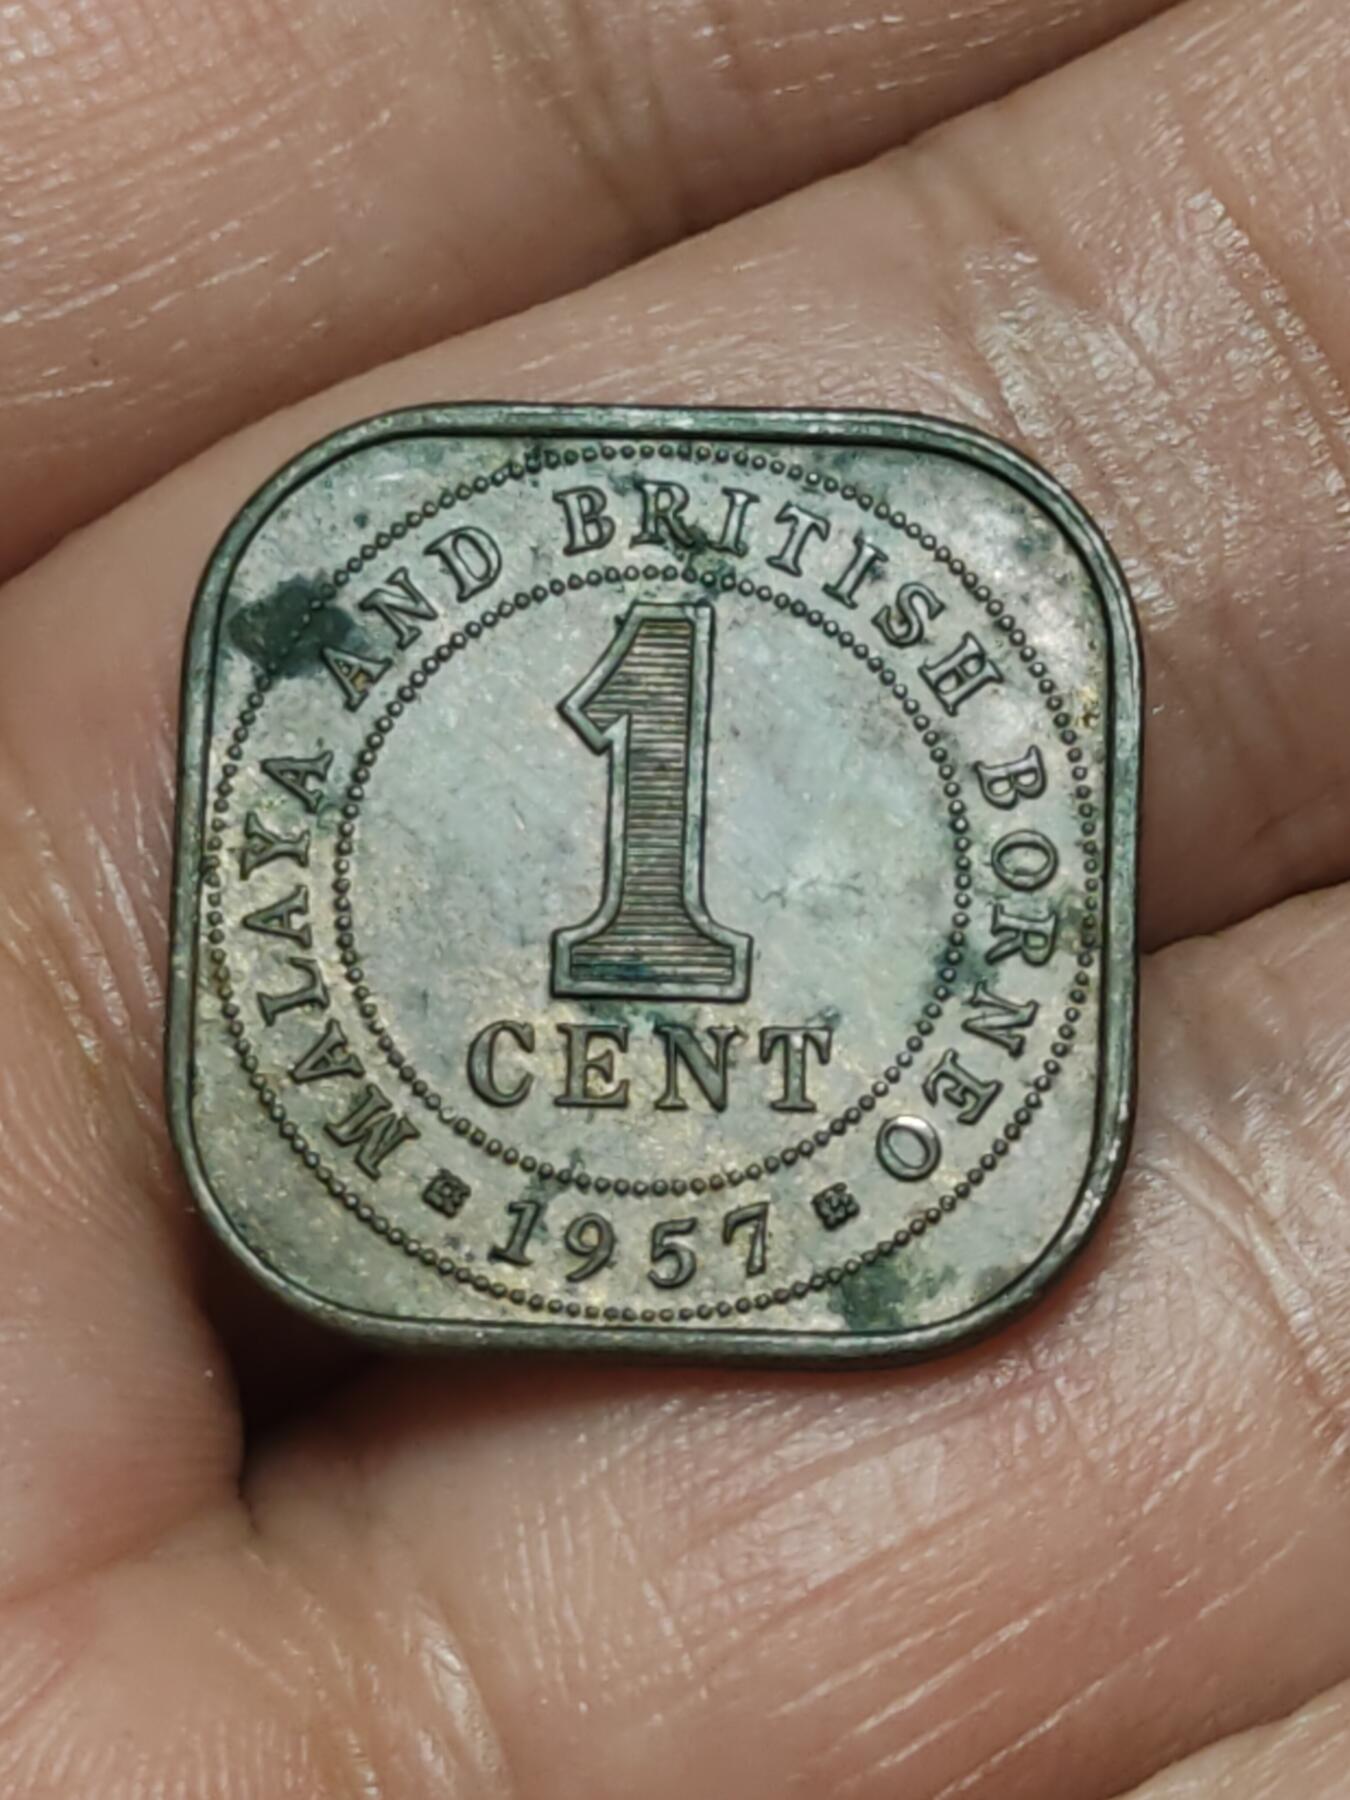 MALAYA AND BRITISH BORNEO
1
CENT
1957